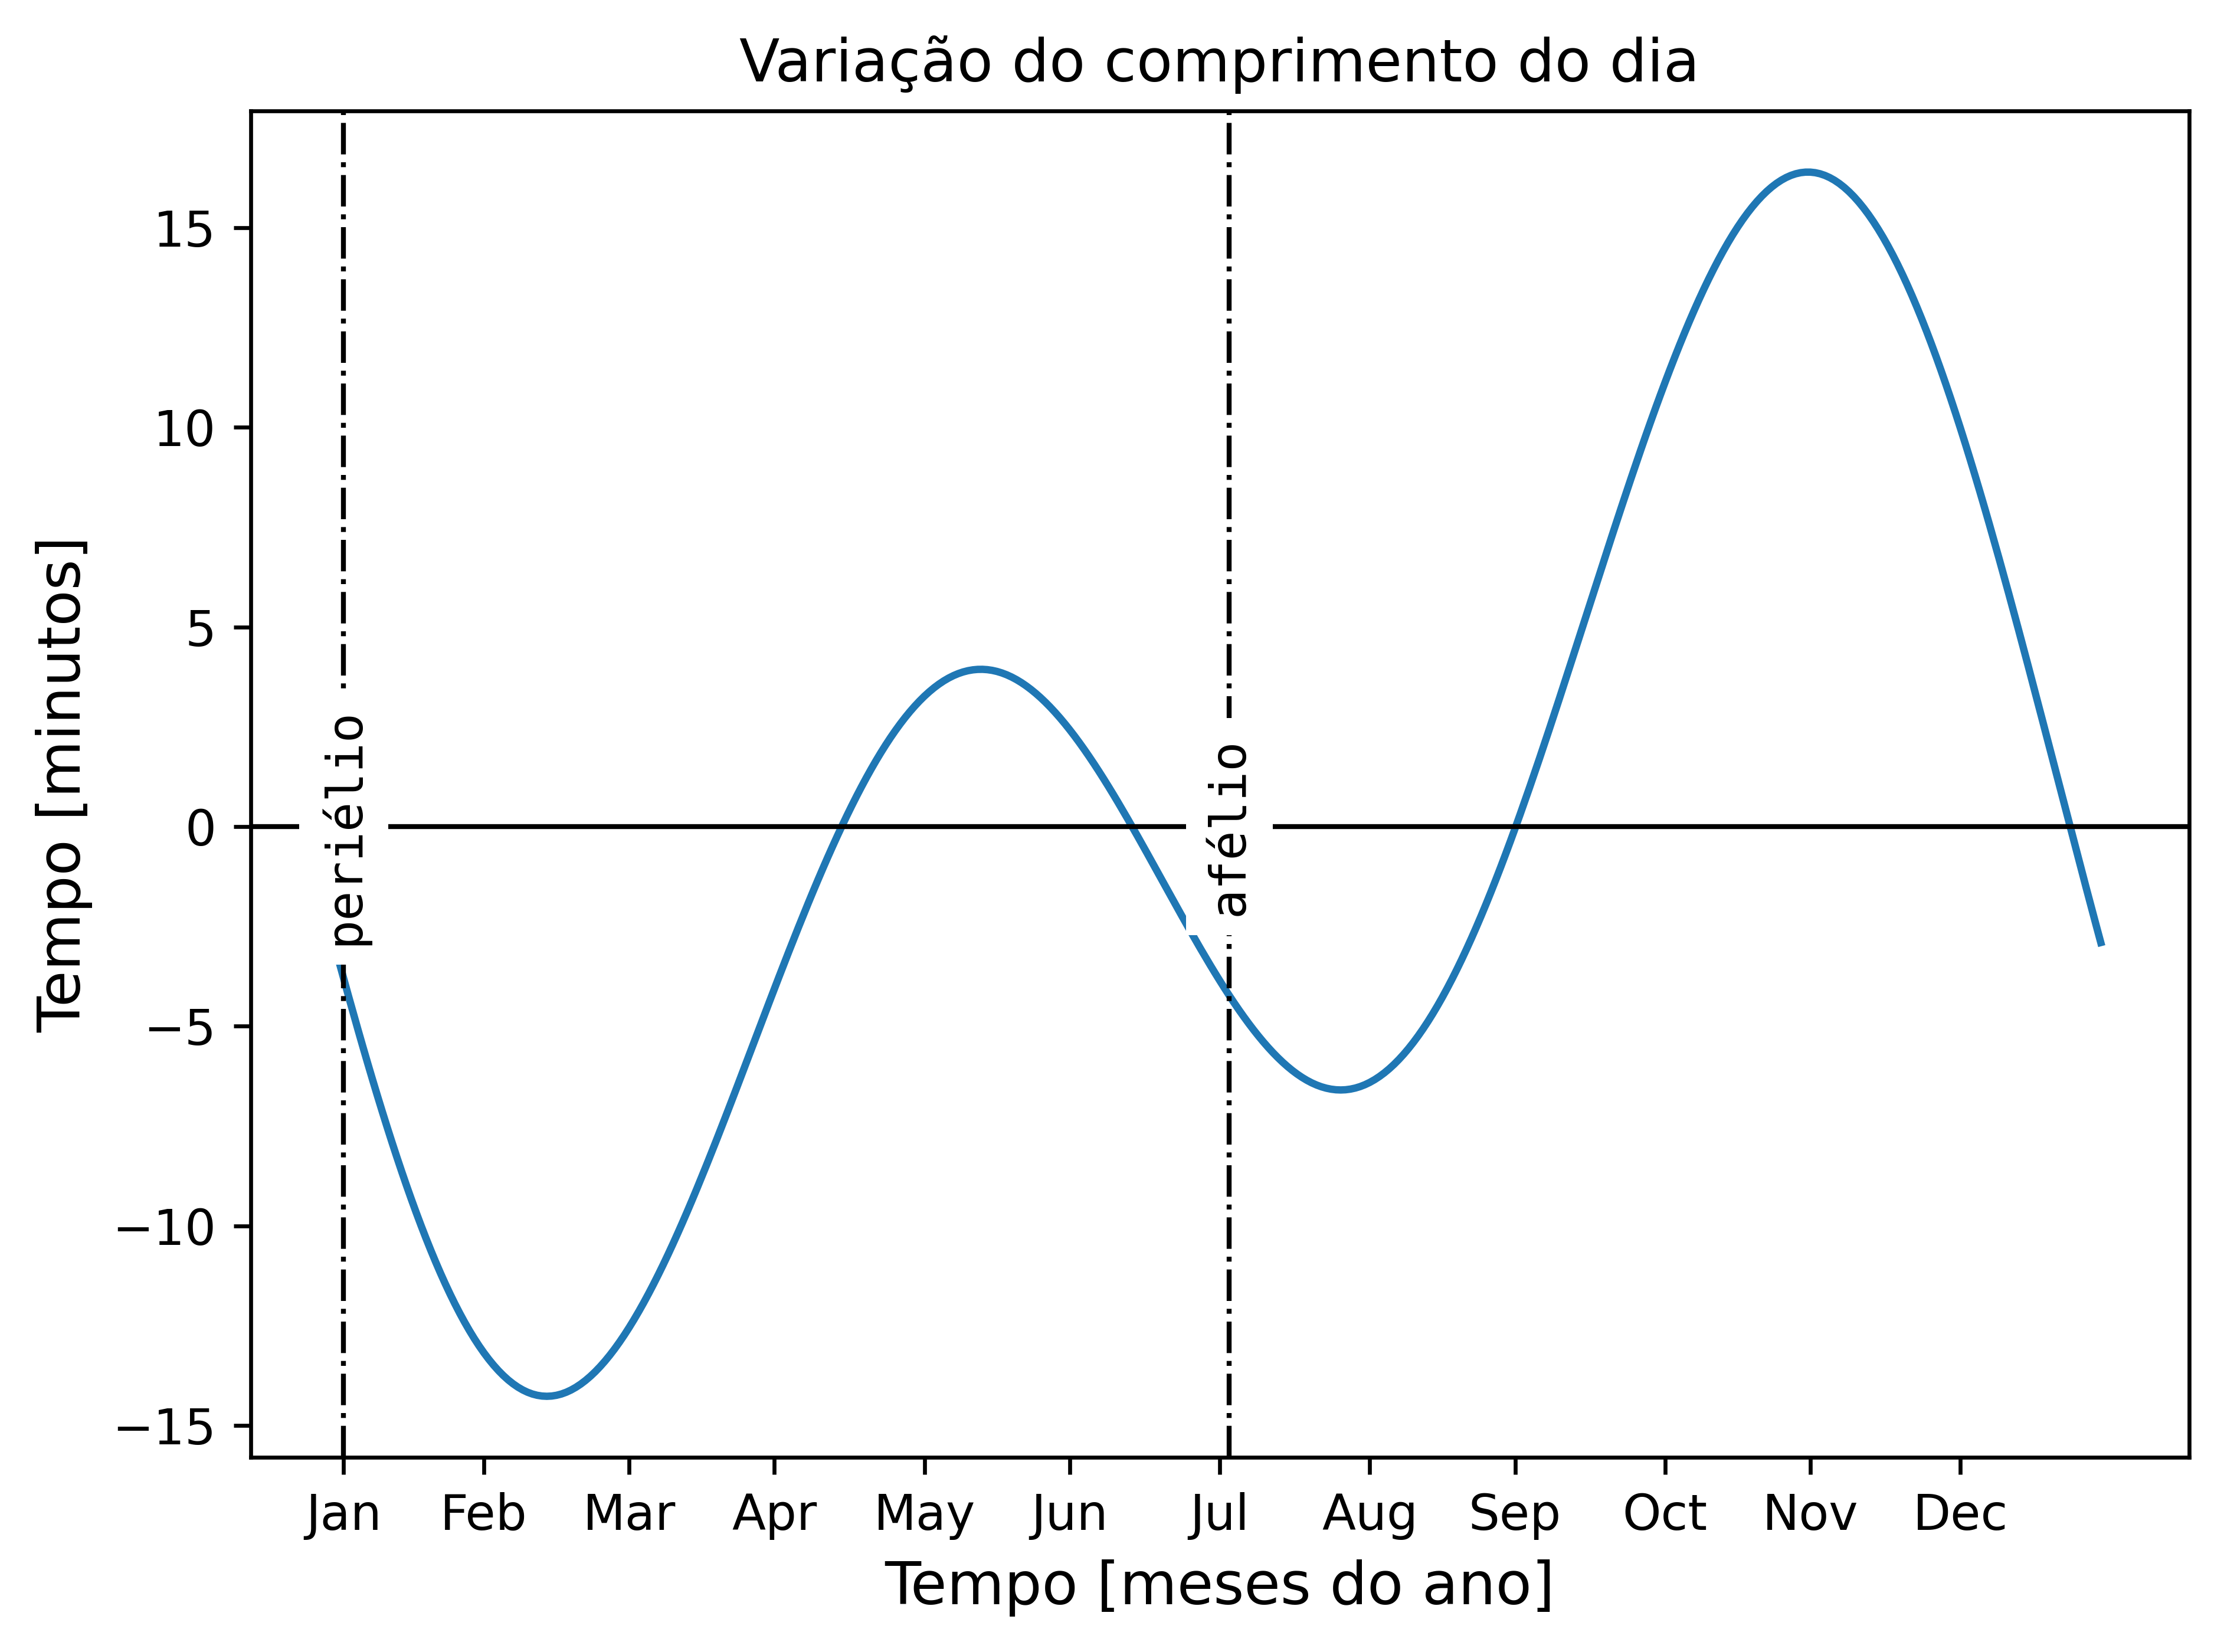 Variação do comprimento do dia
Tempo [minutos]
15
10
5
0
−5
−10
−15
periélio
afélio
Jan Feb Mar Apr May Jun Jul Aug Sep Oct Nov Dec
Tempo [meses do ano]